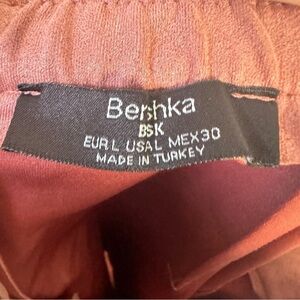 Bershka
BSK
EUR L USA L MEX 30
MADE IN TURKEY